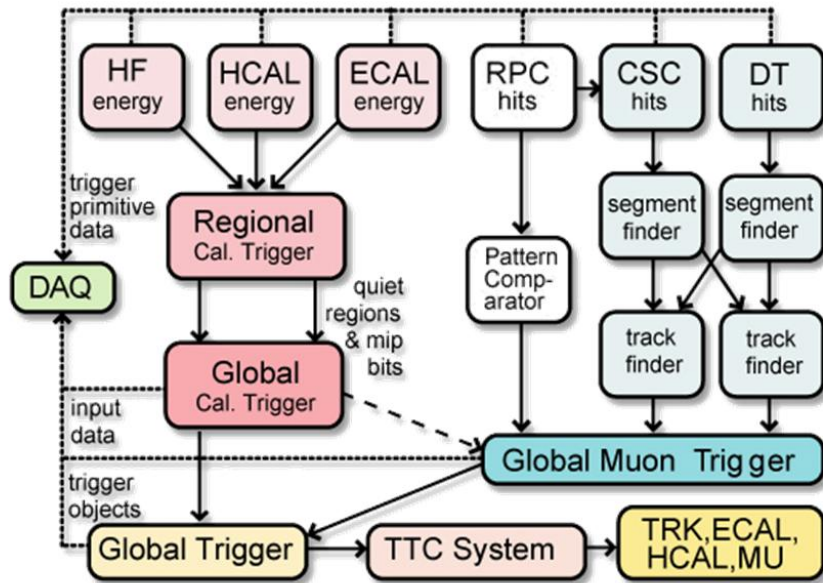 HF
energy
HCAL
energy
ECAL
energy
RPC
hits
CSC
hits
DT
hits
trigger
primitive
data
Regional
Cal. Trigger
segment
finder
segment
finder
DAQ
quiet
regions
& mip
bits
Pattern
Comp-
arator
Global
Cal. Trigger
track
finder
track
finder
input
data
Global Muon Trigger
trigger
objects
Global Trigger
TTC System
TRK,ECAL,
HCAL,MU